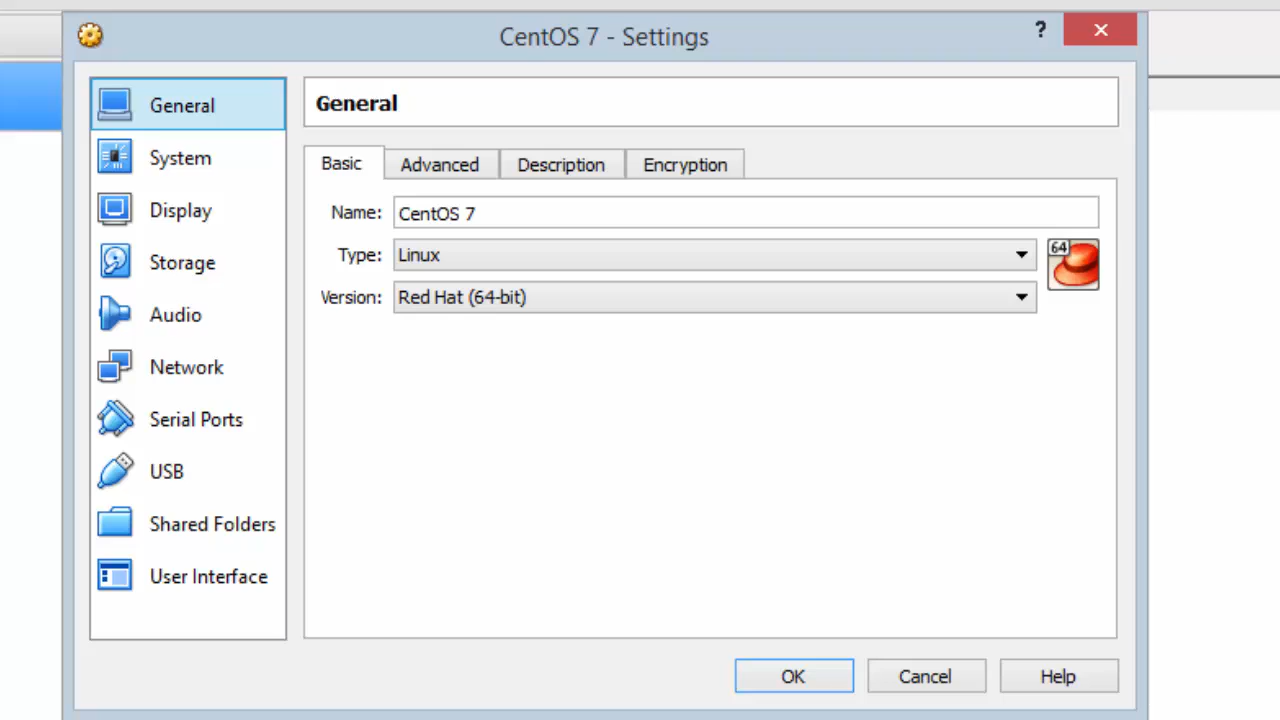 CentOS 7 - Settings
?
General
System
Display
Storage
Audio
Network
Serial Ports
USB
Shared Folders
User Interface
General
Basic Advanced Description Encryption
Name: CentOS 7
Type: Linux
64
Version: Red Hat (64-bit)
OK Cancel Help